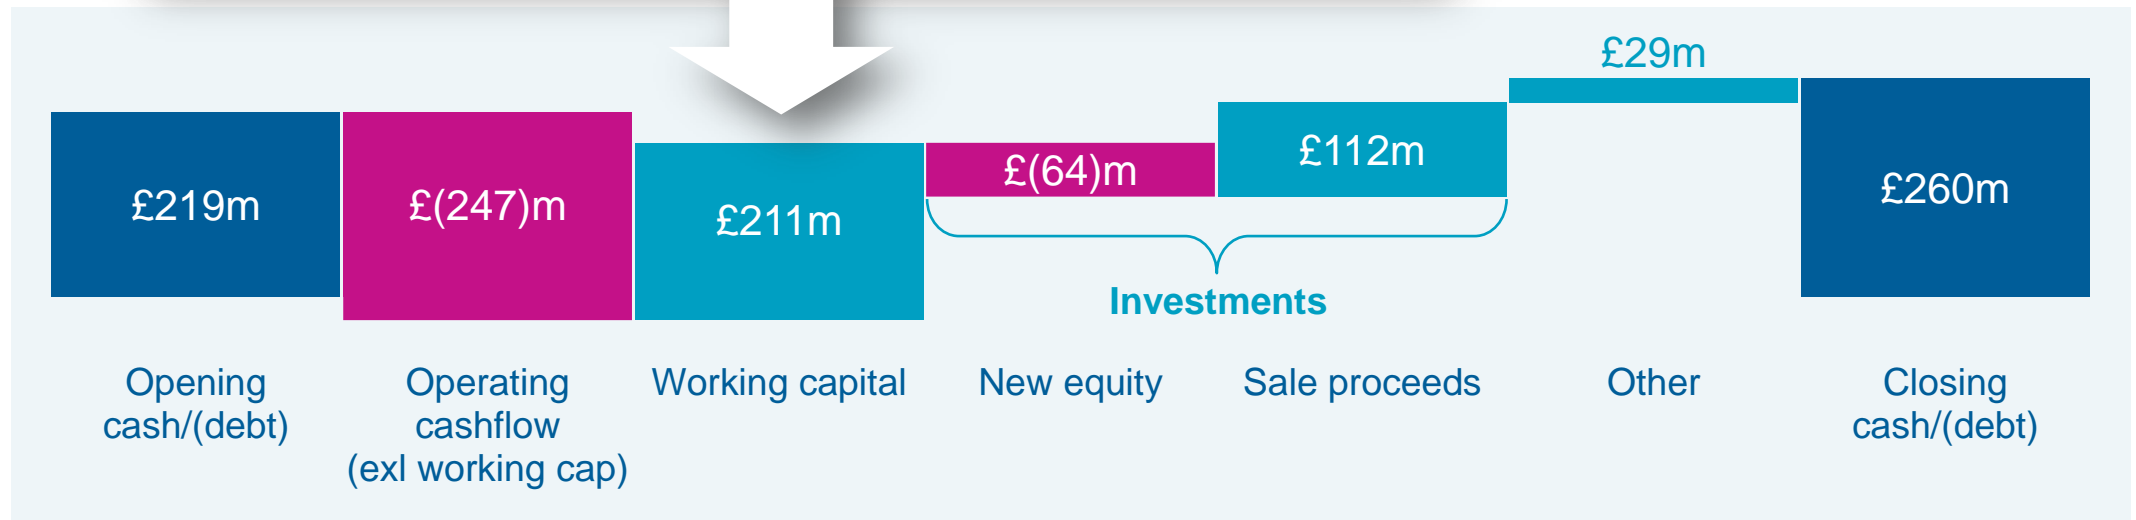 £29m
£219m
£(247)m
£211m
£(64)m
£112m
£260m
Investments
Opening
cash/(debt)
Operating
cashflow
(exl working cap)
Working capital
New equity
Sale proceeds
Other
Closing
cash/(debt)